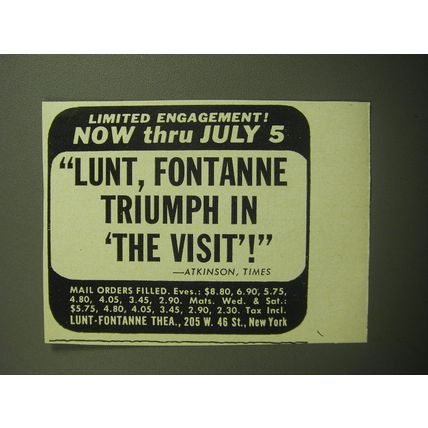 LIMITED ENGAGEMENT!
NOW thru JULY 5
“LUNT, FONTANNE
TRIUMPH IN
‘THE VISIT’!”
—ATKINSON, TIMES
MAIL ORDERS FILLED. Eves.: $8.80, 6.90, 5.75,
4.80, 4.05, 3.45, 2.90. Mats. Wed. & Sat.:
$5.75, 4.80, 4.05, 3.45, 2.90, 2.30. Tax Incl.
LUNT-FONTANNE THEA., 205 W. 46 St., New York